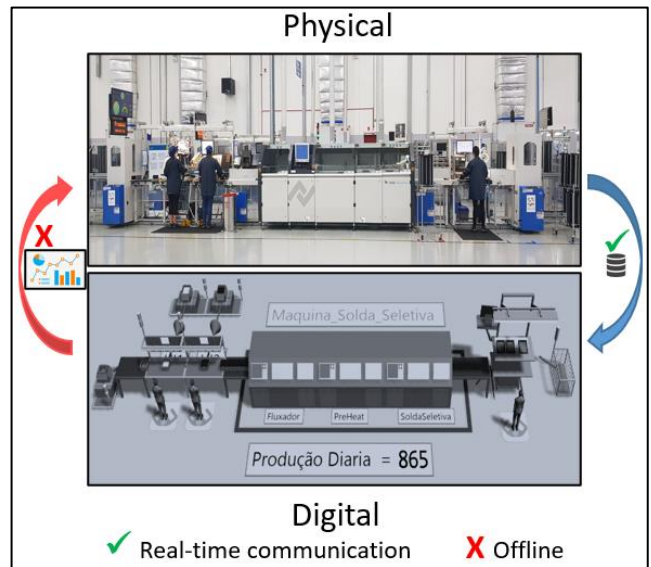 Physical
Maquina_Solda_Seletiva
Fluxador PreHeat SoldaSeletiva
Produção Diaria = 865
Digital
✓ Real-time communication X Offline